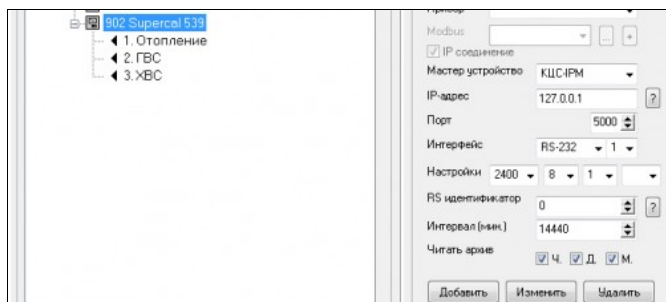 902 Supercal 539
1. Отопление
2. ГВС
3. ХВС
Прибор
Modbus
... +
IP соединение
Мастер устройство КЦС-IPM
IP-адрес 127.0.0.1 ?
Порт 5000
Интерфейс RS-232 1
Настройки 2400 8 1
RS идентификатор 0 ?
Интервал (мин.) 14440
Читать архив Ч. Д. М.
Добавить Изменить Удалить